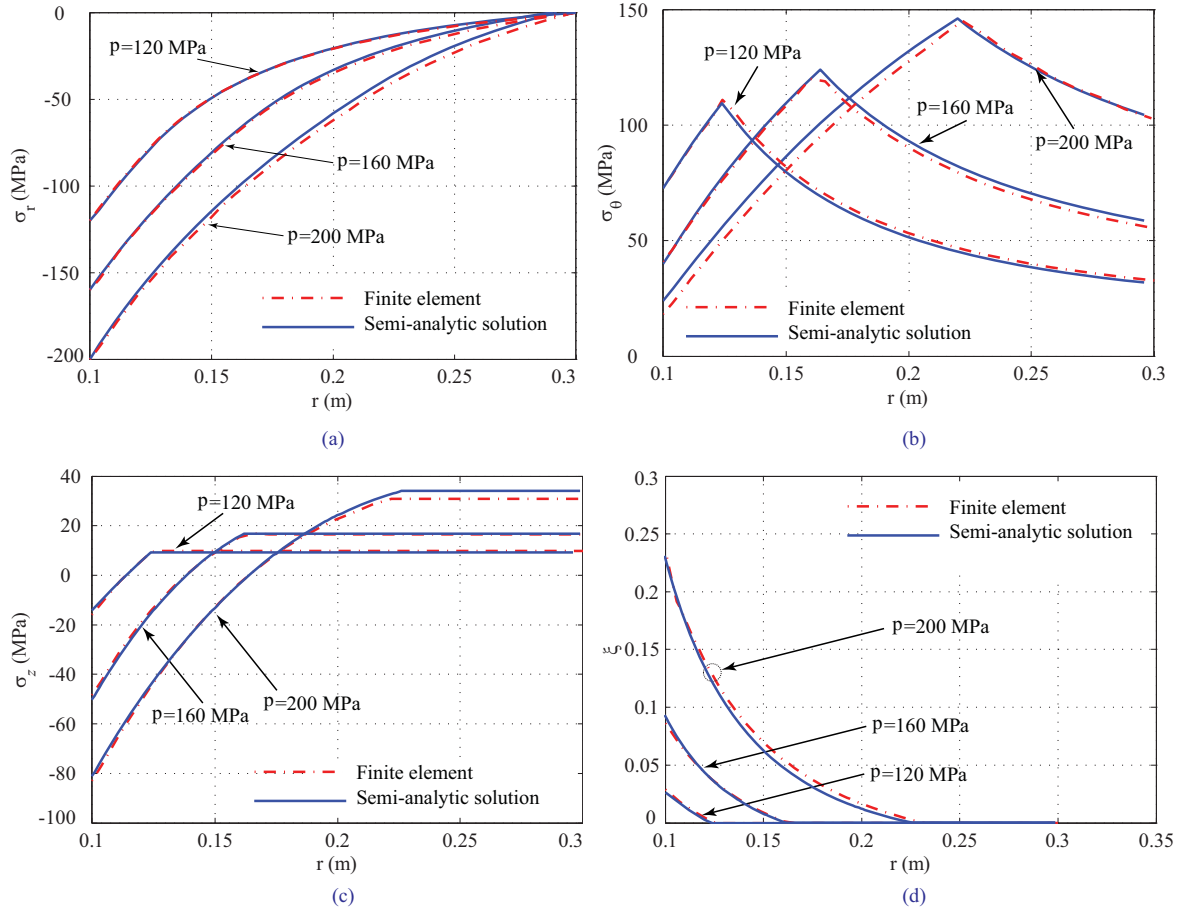 0
-50
-100
-150
-200
σr (MPa)
p=120 MPa
p=160 MPa
p=200 MPa
Finite element
Semi-analytic solution
0.1
0.15
0.2
0.25
0.3
r (m)
(a)
150
100
50
0
σθ (MPa)
p=120 MPa
p=160 MPa
p=200 MPa
Finite element
Semi-analytic solution
0.1
0.15
0.2
0.25
0.3
r (m)
(b)
40
20
0
-20
-40
-60
-80
-100
σz (MPa)
p=120 MPa
p=160 MPa
p=200 MPa
Finite element
Semi-analytic solution
0.1
0.15
0.2
0.25
0.3
r (m)
(c)
0.3
0.25
0.2
0.15
0.1
0.05
0
ξ
Finite element
Semi-analytic solution
p=200 MPa
p=160 MPa
p=120 MPa
0.1
0.15
0.2
0.25
0.3
0.35
r (m)
(d)